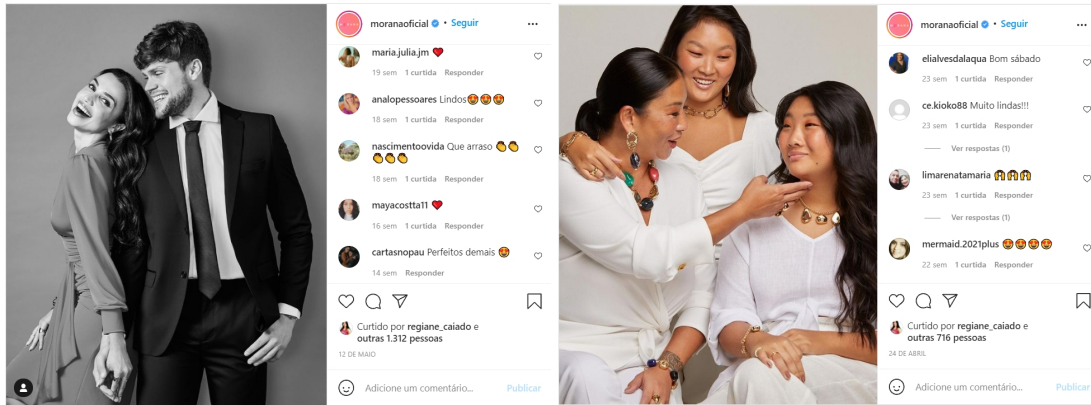 moranaoficial • Seguir
maria.julia.jm ❤️
19 sem 1 curtida Responder
analopessoares Lindos😍😍😍
18 sem 1 curtida Responder
nascimentoovida Que arraso 👏👏
👏👏👏
18 sem 1 curtida Responder
mayacostta11 ❤️
16 sem 1 curtida Responder
cartasnopau Perfeitos demais 😍
14 sem Responder
Curtido por regiane_caiado e
outras 1.312 pessoas
12 DE MAIO
Adicione um comentário... Publicar
moranaoficial • Seguir
elialvesdalaqua Bom sábado
23 sem 1 curtida Responder
ce.kioko88 Muito lindas!!!
23 sem 1 curtida Responder
Ver respostas (1)
limarenatamaria 🙌🙌🙌
23 sem 1 curtida Responder
Ver respostas (1)
mermaid.2021plus 😍😍😍😍
22 sem 1 curtida Responder
Curtido por regiane_caiado e
outras 716 pessoas
24 DE ABRIL
Adicione um comentário... Publicar